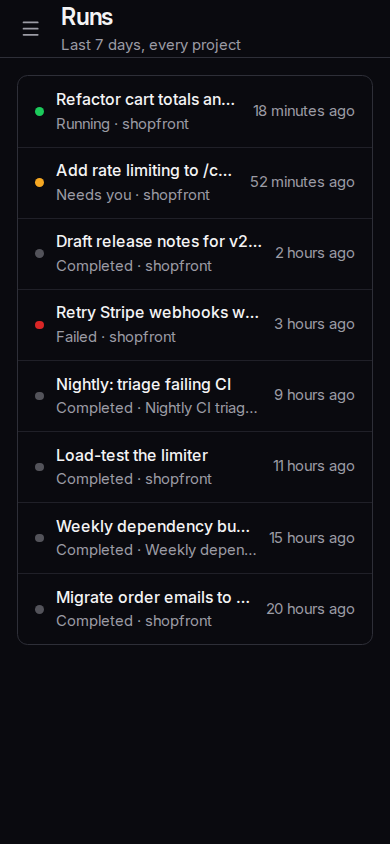 Runs
Last 7 days, every project
Refactor cart totals an...
18 minutes ago
Running · shopfront
Add rate limiting to /c...
52 minutes ago
Needs you · shopfront
Draft release notes for v2...
2 hours ago
Completed · shopfront
Retry Stripe webhooks w...
3 hours ago
Failed · shopfront
Nightly: triage failing CI
9 hours ago
Completed · Nightly CI triag...
Load-test the limiter
11 hours ago
Completed · shopfront
Weekly dependency bu...
15 hours ago
Completed · Weekly depen...
Migrate order emails to ...
20 hours ago
Completed · shopfront